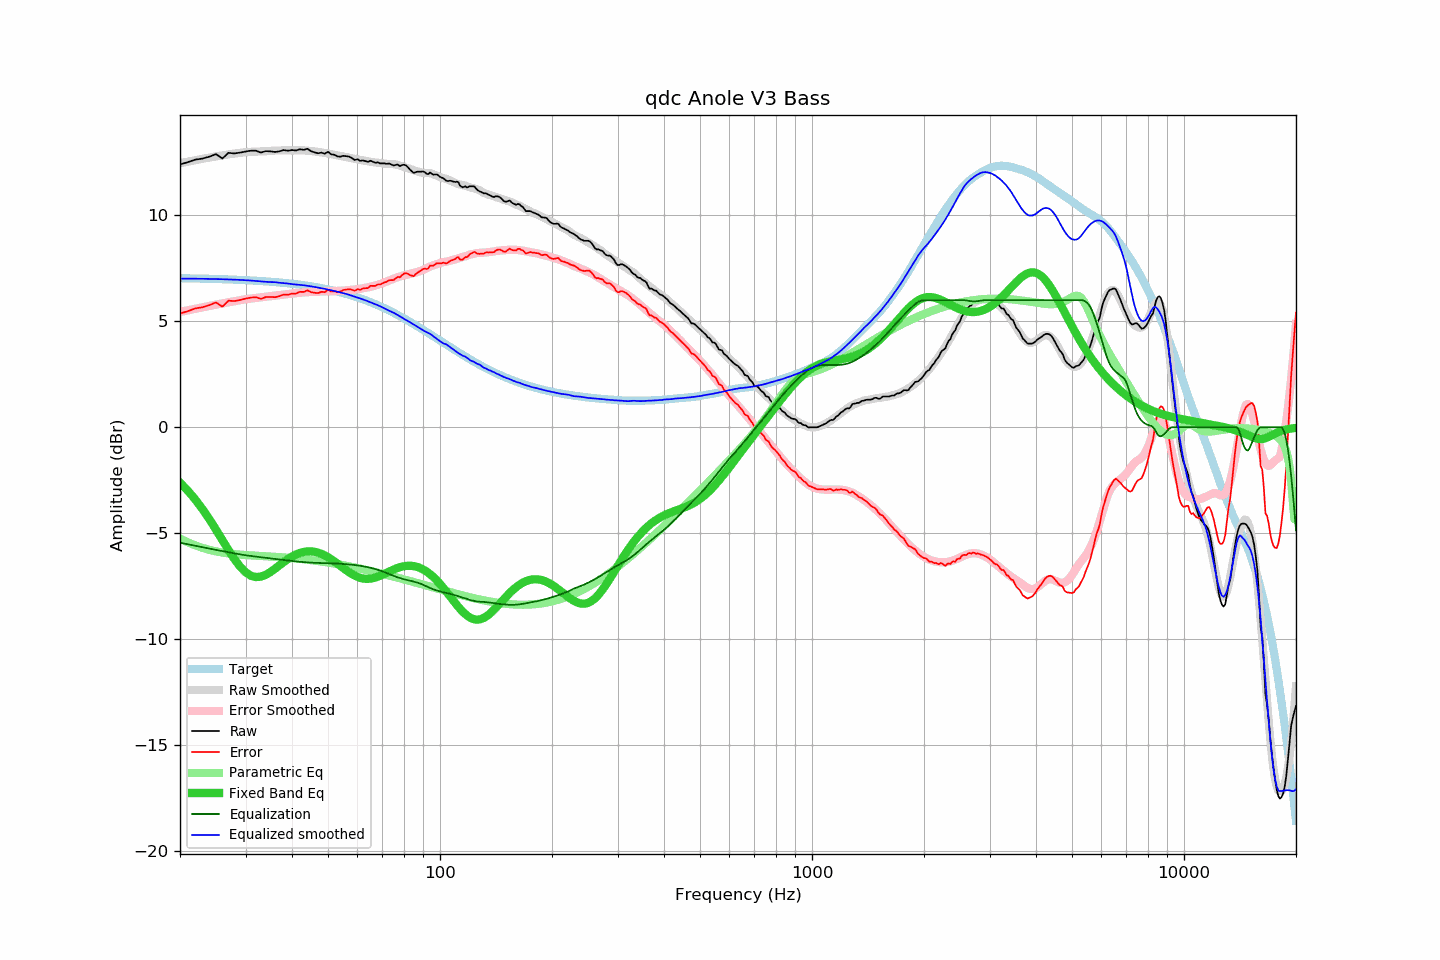 qdc Anole V3 Bass
Amplitude (dBr)
10
5
0
−5
−10
−15
−20
Target
Raw Smoothed
Error Smoothed
Raw
Error
Parametric Eq
Fixed Band Eq
Equalization
Equalized smoothed
100
1000
10000
Frequency (Hz)